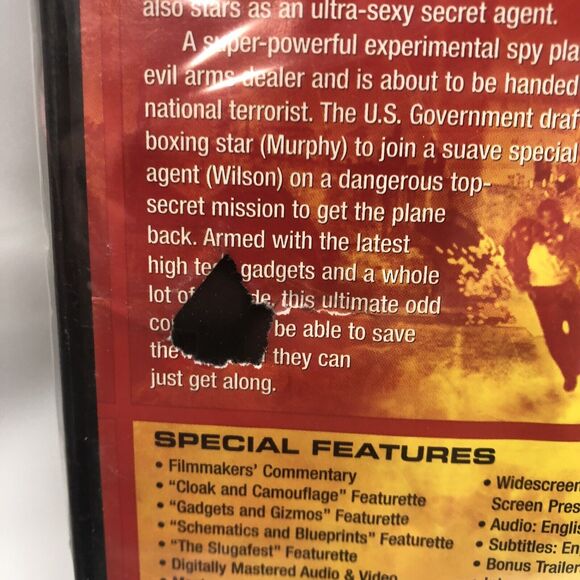 also stars as an ultra-sexy secret agent.
A super-powerful experimental spy pla
evil arms dealer and is about to be handed
national terrorist. The U.S. Government draf
boxing star (Murphy) to join a suave special
agent (Wilson) on a dangerous top-
secret mission to get the plane
back. Armed with the latest
high te gadgets and a whole
lot of de, this ultimate odd
co be able to save
the they can
just get along.
SPECIAL FEATURES
• Filmmakers' Commentary
• "Cloak and Camouflage" Featurette
• "Gadgets and Gizmos" Featurette
• "Schematics and Blueprints" Featurette
• "The Slugafest" Featurette
• Digitally Mastered Audio & Video
• Widescreen
Screen Pres
• Audio: Englis
• Subtitles: En
• Bonus Trailer